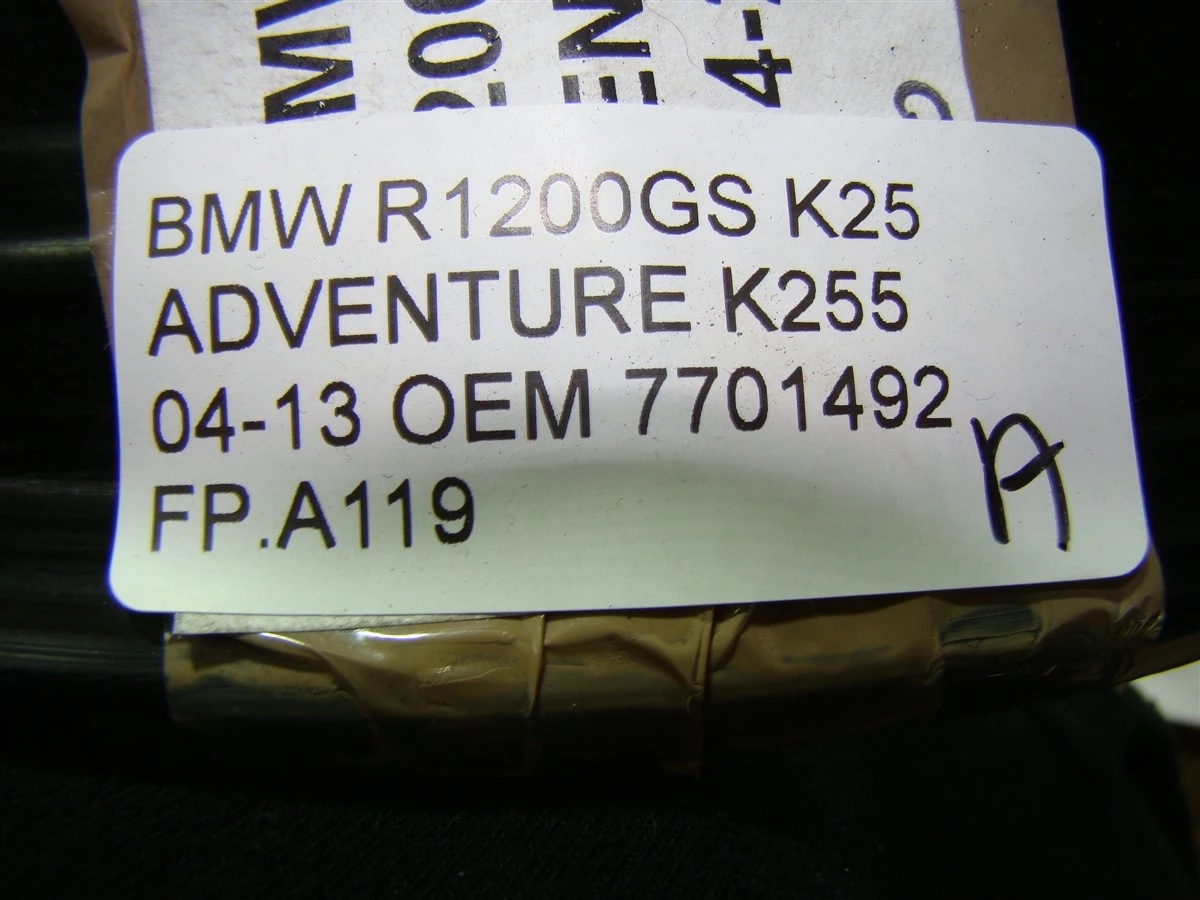 BMW R1200GS K25
ADVENTURE K255
04-13 OEM 7701492
FP.A119
A